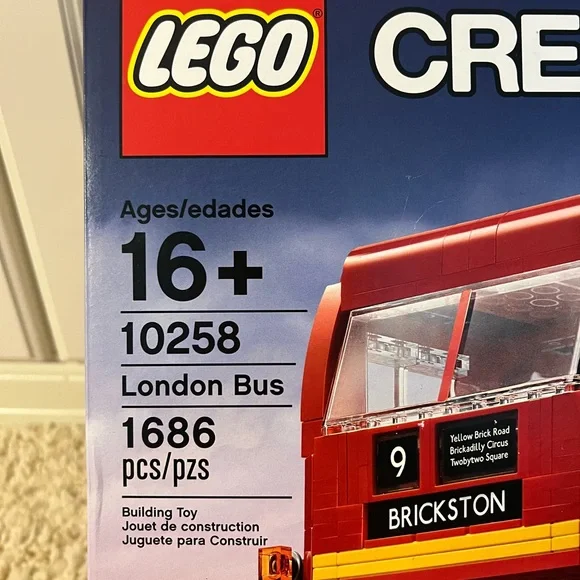 LEGO®
CRE
Ages/edades
16+
10258
London Bus
1686
pcs/pzs
Building Toy
Jouet de construction
Juguete para Construir
9
Yellow Brick Road
Brickadilly Circus
Twobytwo Square
BRICKSTON